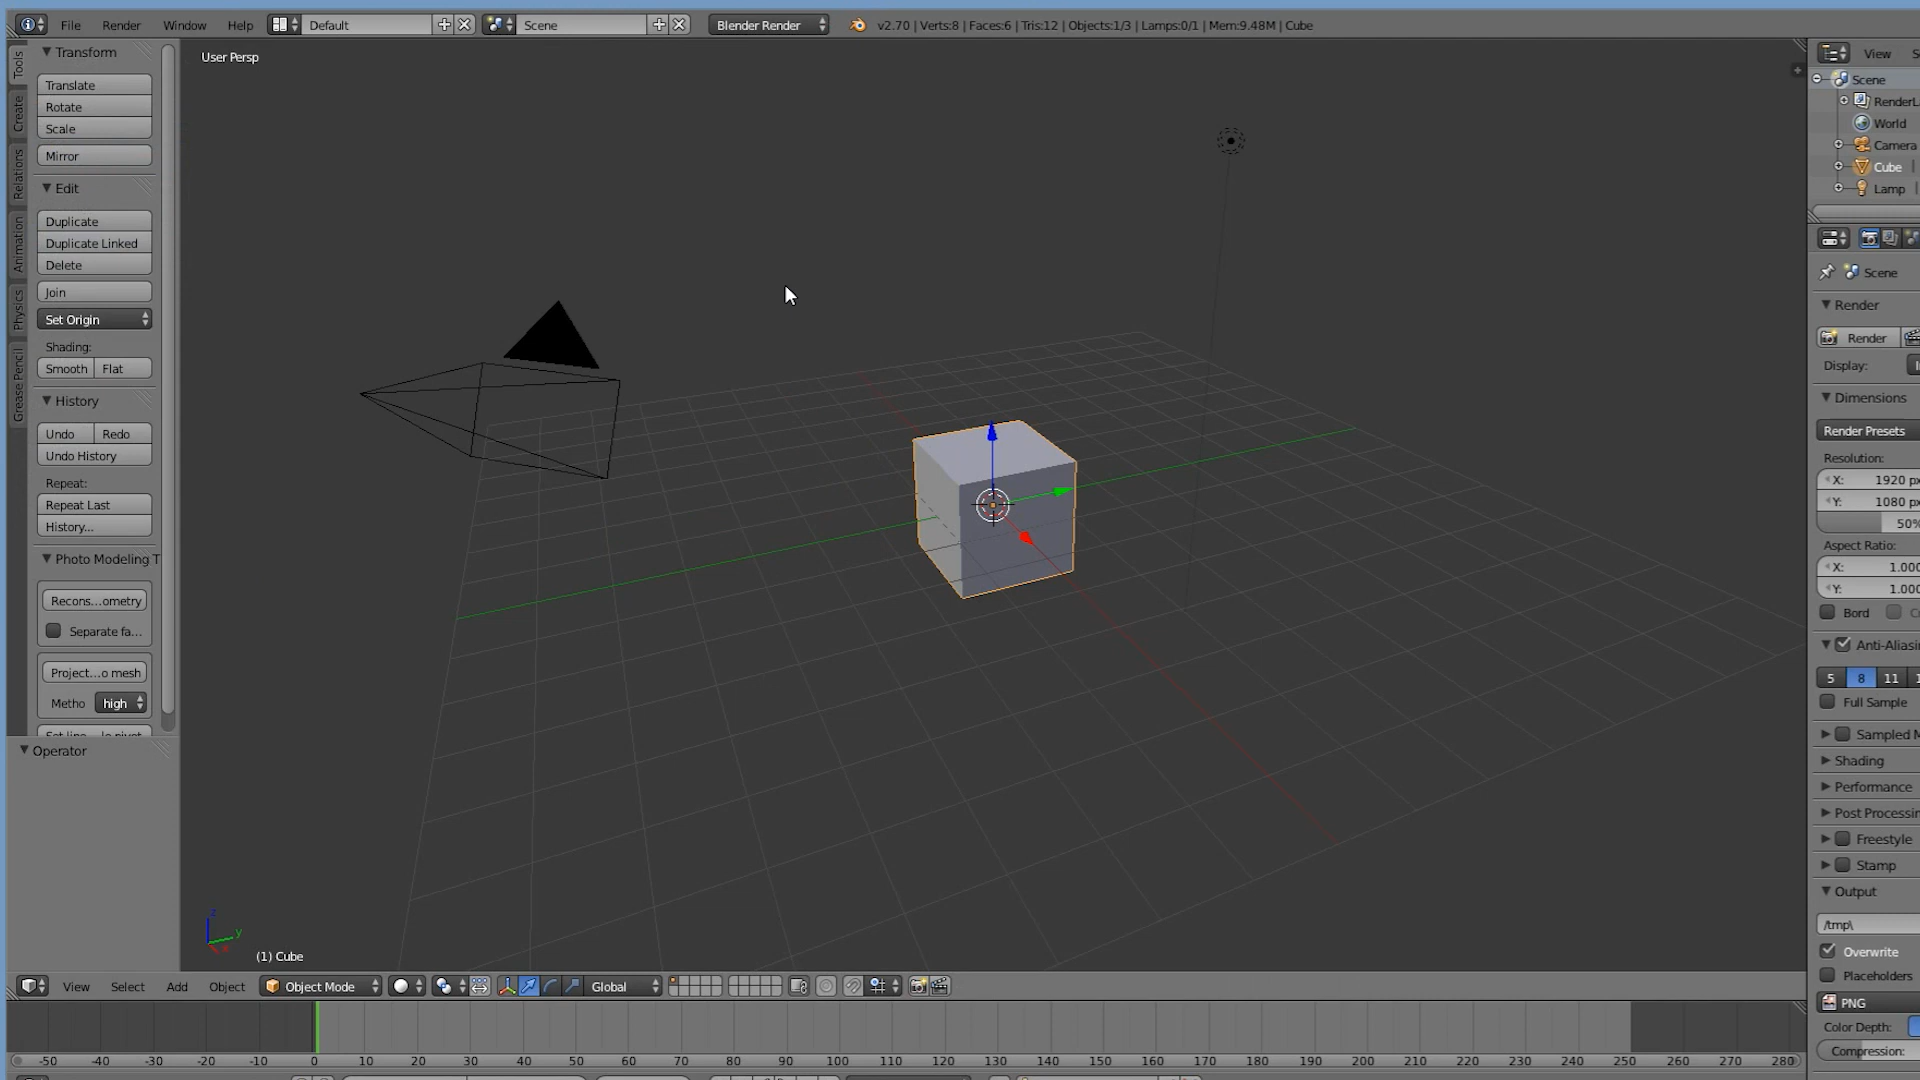 File Render Window Help Default Scene Blender Render v2.70 | Verts:8 | Faces:6 | Tris:12 | Objects:1/3 | Lamps:0/1 | Mem:9.48M | Cube
Tools
Create
Relations
Animation
Physics
Grease Pencil
Transform
Translate
Rotate
Scale
Mirror
Edit
Duplicate
Duplicate Linked
Delete
Join
Set Origin
Shading:
Smooth Flat
History
Undo Redo
Undo History
Repeat:
Repeat Last
History...
Photo Modeling T
Recons...ometry
Separate fa...
Project...o mesh
Metho high
Operator
User Persp
z
y
(1) Cube
View
Scene
RenderL
World
Camera
Cube
Lamp
Scene
Render
Render
Display:
Dimensions
Render Presets
Resolution:
X: 1920 px
Y: 1080 px
50%
Aspect Ratio:
X: 1.000
Y: 1.000
Bord
Anti-Aliasin
5 8 11
Full Sample
Sampled M
Shading
Performance
Post Processin
Freestyle
Stamp
Output
/tmp\
Overwrite
Placeholders
PNG
Color Depth:
Compression:
View Select Add Object Object Mode Global
-50 -40 -30 -20 -10 0 10 20 30 40 50 60 70 80 90 100 110 120 130 140 150 160 170 180 190 200 210 220 230 240 250 260 270 280